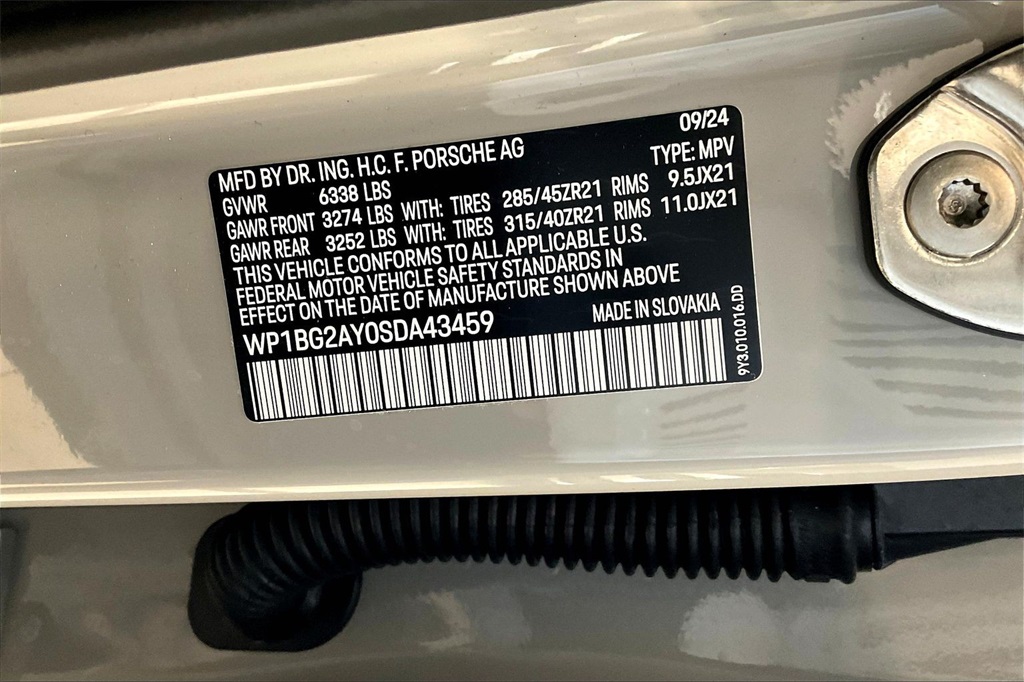 09/24
MFD BY DR. ING. H.C. F. PORSCHE AG
TYPE: MPV
GVWR 6338 LBS
GAWR FRONT 3274 LBS WITH: TIRES 285/45ZR21 RIMS 9.5JX21
GAWR REAR 3252 LBS WITH: TIRES 315/40ZR21 RIMS 11.0JX21
THIS VEHICLE CONFORMS TO ALL APPLICABLE U.S.
FEDERAL MOTOR VEHICLE SAFETY STANDARDS IN
EFFECT ON THE DATE OF MANUFACTURE SHOWN ABOVE
MADE IN SLOVAKIA
WP1BG2AY0SDA43459
9Y3.010.016.DD